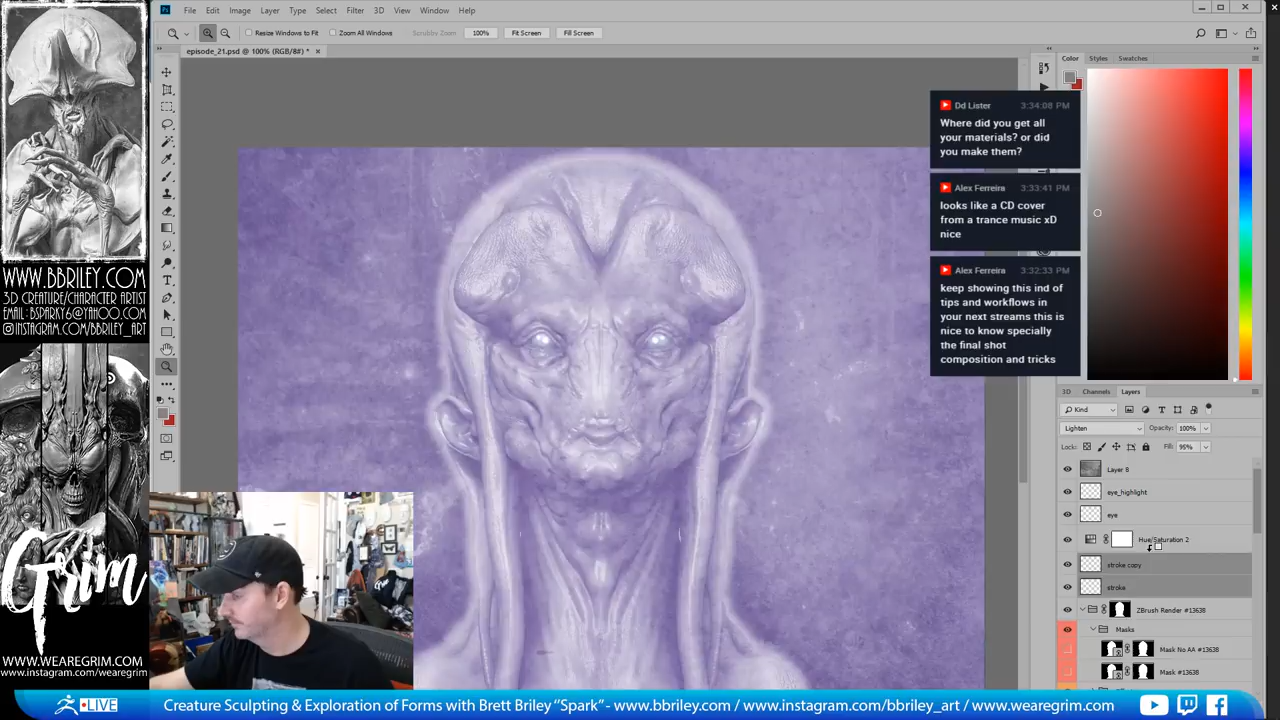 File Edit Image Layer Type Select Filter 3D View Window Help
Resize Windows to Fit Zoom All Windows Scrubby Zoom 100% Fit Screen Fill Screen
episode_21.psd @ 100% (RGB/8#) *
WWW.BBRILEY.COM
3D CREATURE/CHARACTER ARTIST
EMAIL: BSPARKY6@YAHOO.COM
INSTAGRAM.COM/BBRILEY_ART
Grim
WWW.WEAREGRIM.COM
www.instagram.com/wearegrim
Dd Lister 3:34:08 PM
Where did you get all
your materials? or did
you make them?
Alex Ferreira 3:33:41 PM
looks like a CD cover
from a trance music xD
nice
Alex Ferreira 3:32:33 PM
keep showing this ind of
tips and workflows in
your next streams this is
nice to know specially
the final shot
composition and tricks
Color Styles Swatches
3D Channels Layers
Kind
Lighten Opacity: 100%
Lock: Fill: 95%
Layer 8
eye_highlight
eye
Hue/Saturation 2
stroke copy
stroke
ZBrush Render #13638
Masks
Mask No AA #13638
Mask #13638
LIVE Creature Sculpting & Exploration of Forms with Brett Briley "Spark" - www.bbriley.com / www.instagram.com/bbriley_art / www.wearegrim.com